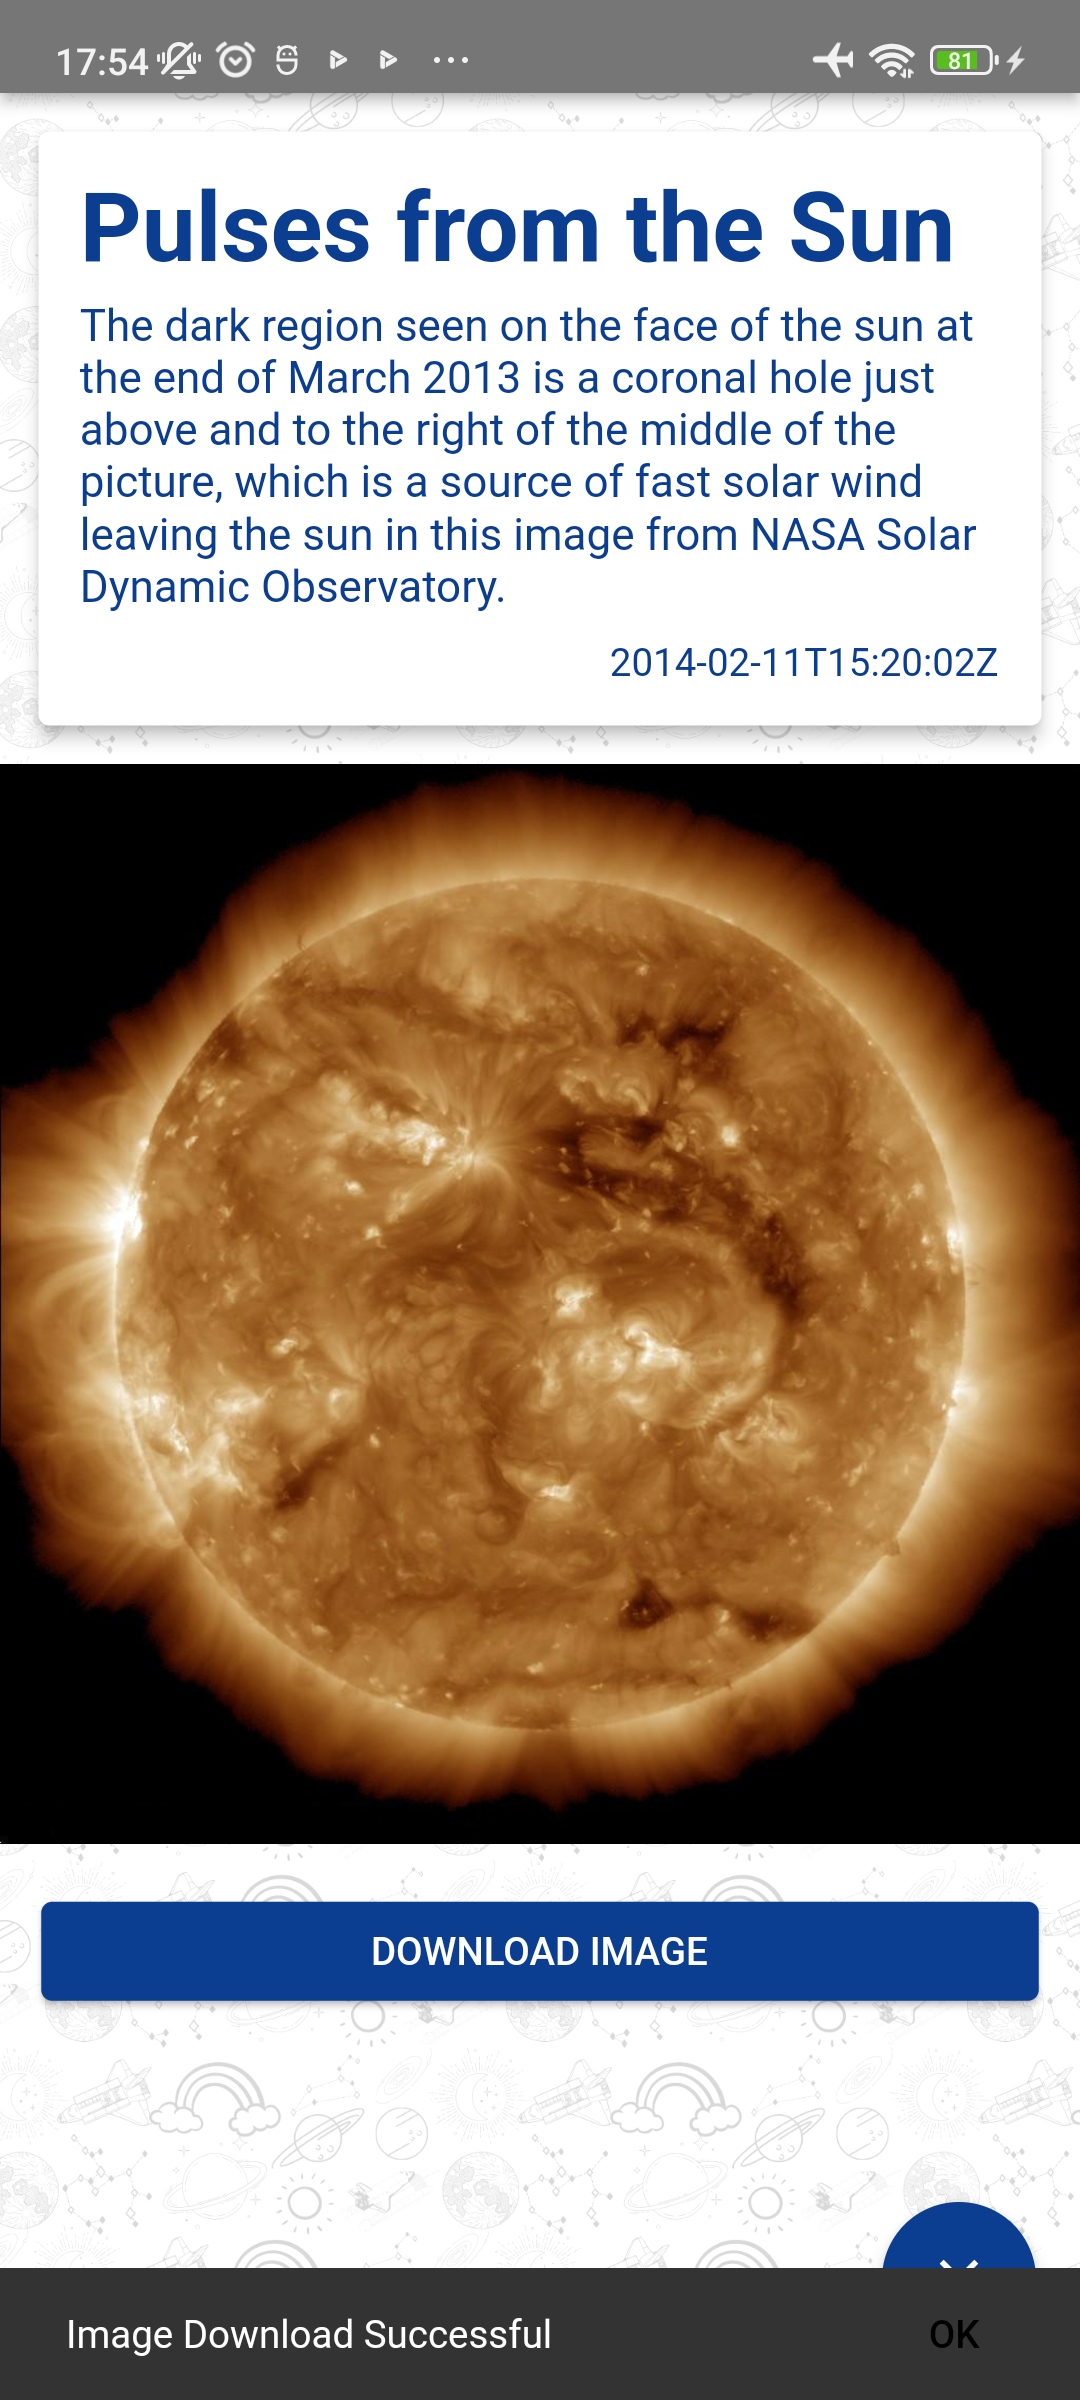 17:54
81
Pulses from the Sun
The dark region seen on the face of the sun at
the end of March 2013 is a coronal hole just
above and to the right of the middle of the
picture, which is a source of fast solar wind
leaving the sun in this image from NASA Solar
Dynamic Observatory.
2014-02-11T15:20:02Z
DOWNLOAD IMAGE
Image Download Successful OK